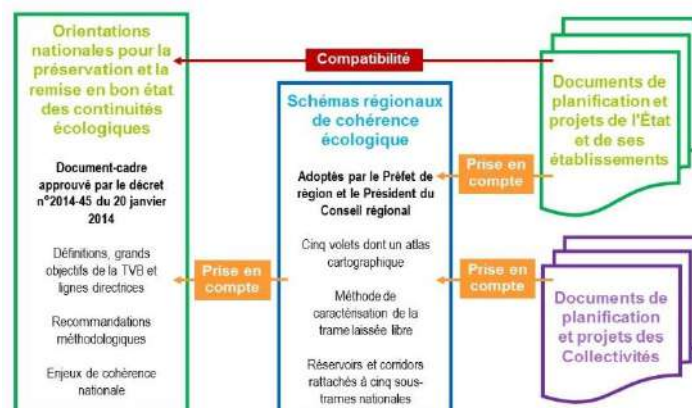 Orientations
nationales pour la
préservation et la
remise en bon état
des continuités
écologiques
Document-cadre
approuvé par le décret
n°2014-45 du 20 janvier
2014
Définitions, grands
objectifs de la TVB et
lignes directrices
Recommandations
méthodologiques
Enjeux de cohérence
nationale
Compatibilité
Schémas régionaux
de cohérence
écologique
Adoptés par le Préfet de
région et le Président du
Conseil régional
Cinq volets dont un atlas
cartographique
Méthode de
caractérisation de la
trame laissée libre
Réservoirs et corridors
rattachés à cinq sous-
trames nationales
Prise en
compte
Prise en
compte
Prise en
compte
Documents de
planification et
projets de l'État
et de ses
établissements
Documents de
planification
et projets des
Collectivités